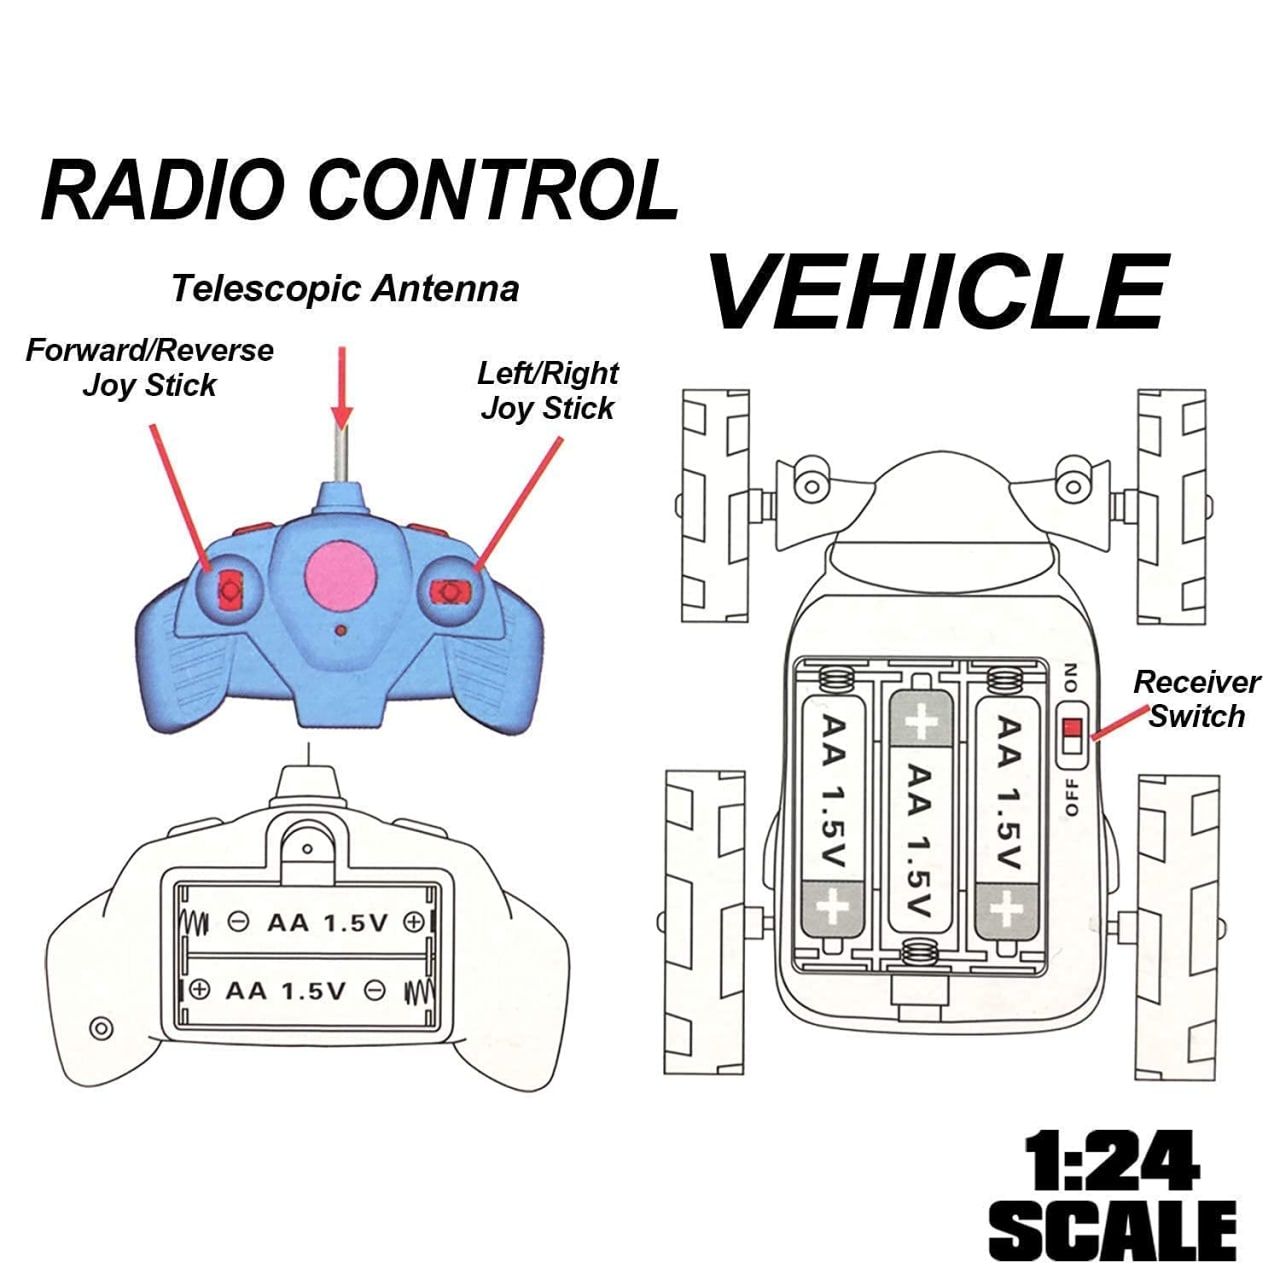 RADIO CONTROL
Telescopic Antenna
Forward/Reverse
Joy Stick
Left/Right
Joy Stick
VEHICLE
ON
OFF
Receiver
Switch
AA 1.5V
AA 1.5V
AA 1.5V
AA 1.5V
AA 1.5V
1:24
SCALE